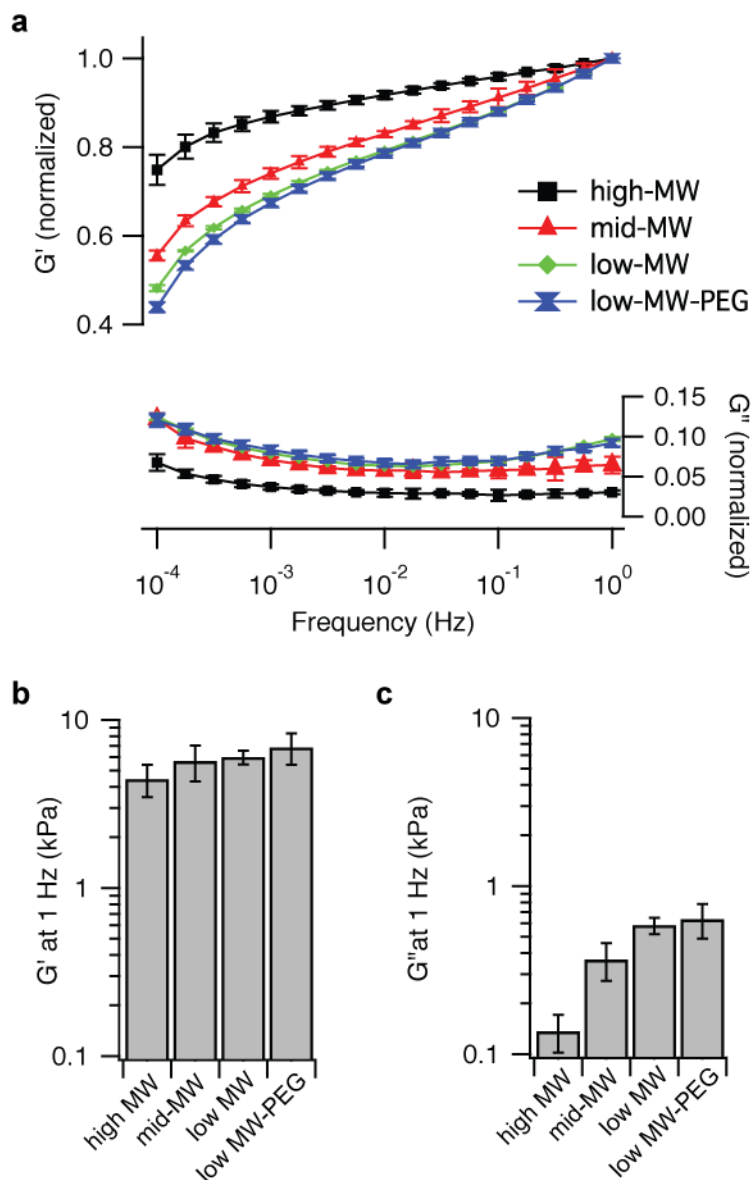 a
1.0
0.8
0.6
0.4
G' (normalized)
high-MW
mid-MW
low-MW
low-MW-PEG
0.15
0.10
0.05
0.00
G" (normalized)
10⁻⁴
10⁻³
10⁻²
10⁻¹
10⁰
Frequency (Hz)
b
10
1
0.1
G' at 1 Hz (kPa)
high MW
mid-MW
low MW
low MW-PEG
c
10
1
0.1
G"at 1 Hz (kPa)
high MW
mid-MW
low MW
low MW-PEG